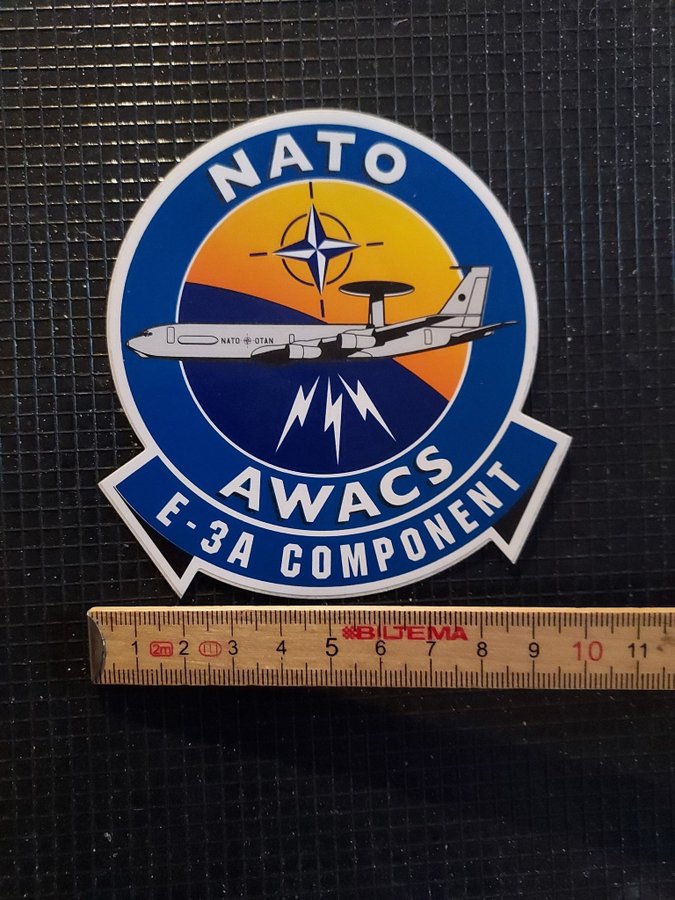 NATO
NATO OTAN
AWACS
E-3A COMPONENT
BILTEMA
1 2m 2 3 4 5 6 7 8 9 10 11